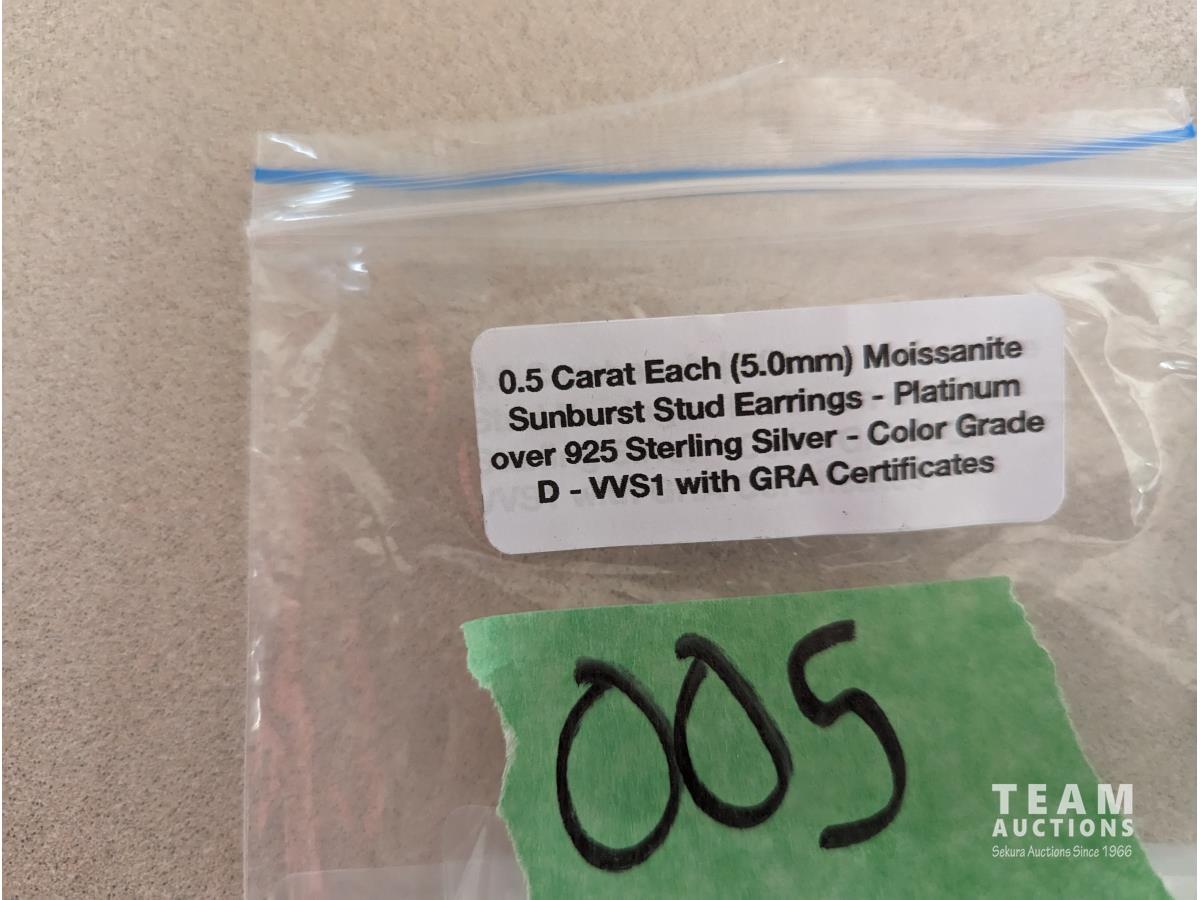 0.5 Carat Each (5.0mm) Moissanite
Sunburst Stud Earrings - Platinum
over 925 Sterling Silver - Color Grade
D - VVS1 with GRA Certificates
005
TEAM
AUCTIONS
Sekura Auctions Since 1966